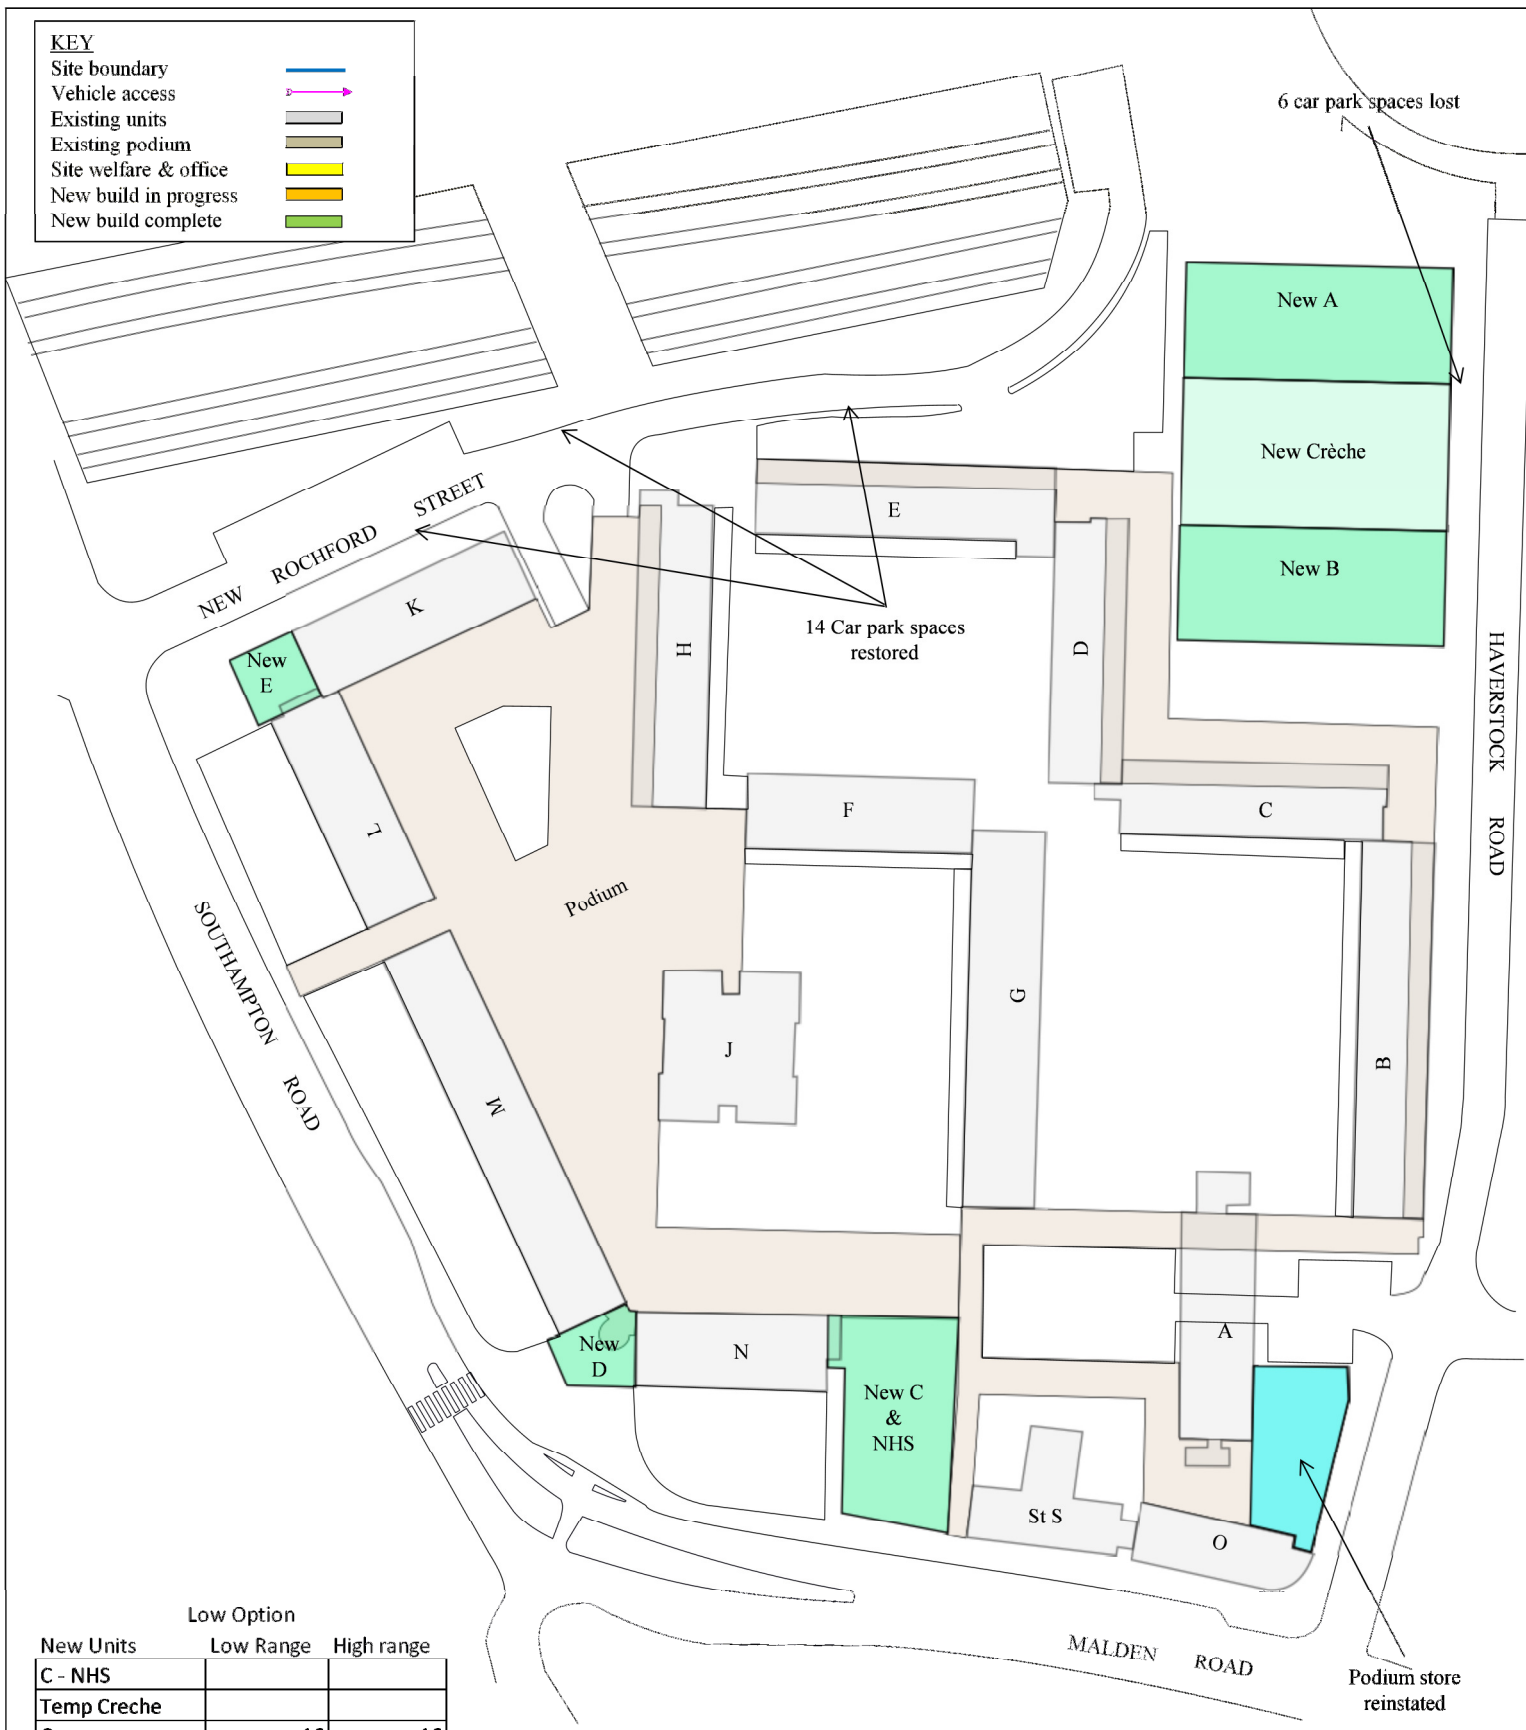 KEY
Site boundary
Vehicle access
Existing units
Existing podium
Site welfare & office
New build in progress
New build complete
6 car park spaces lost
New A
New Crèche
New B
NEW ROCHFORD STREET
E
K
H
D
14 Car park spaces
restored
New
E
HAVERSTOCK ROAD
L
F
C
Podium
SOUTHAMPTON ROAD
G
J
B
M
A
New
D
N
New C
&
NHS
St S
O
MALDEN ROAD
Podium store
reinstated
Low Option
New Units Low Range High range
C - NHS
Temp Creche